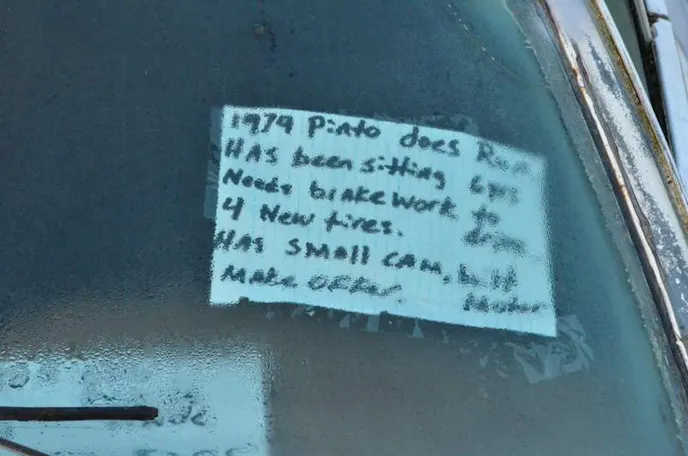 1979 Pinto does Run
HAS been sitting
Needs brake work to
4 New tires. drive
HAS small cam, built
Make OFFer. Motor